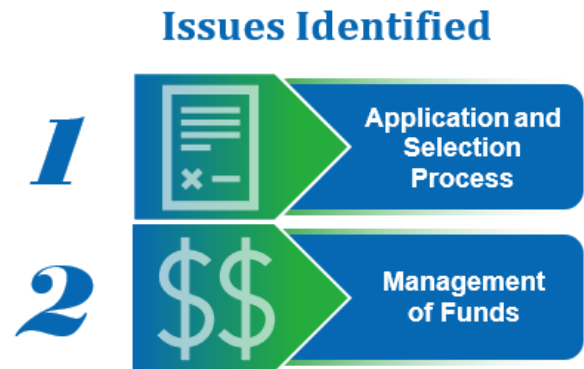 Issues Identified
1
Application and
Selection
Process
2
$$
Management
of Funds